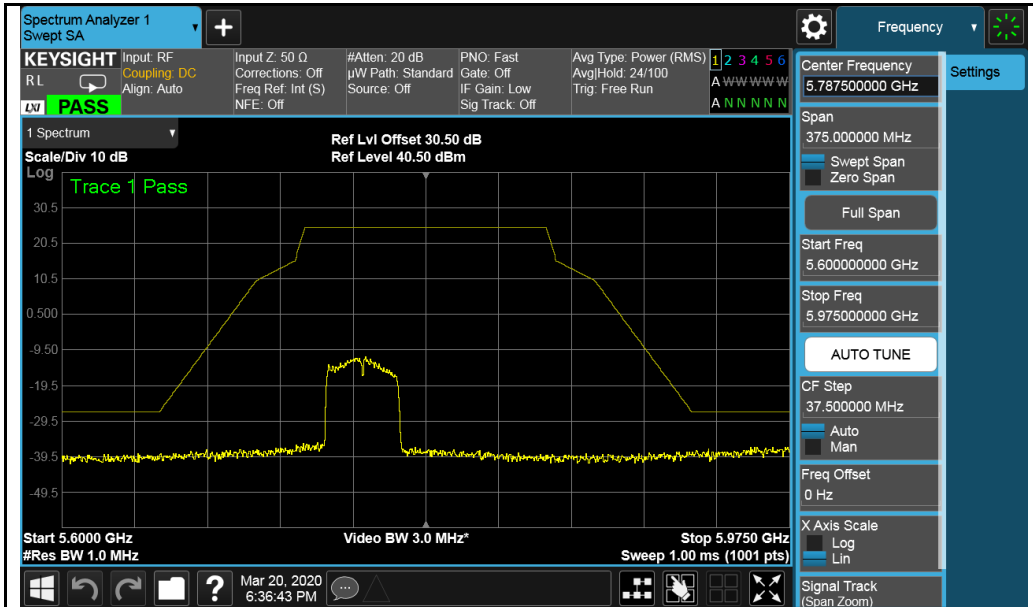 Spectrum Analyzer 1
Swept SA
Frequency
KEYSIGHT
R L
LXI PASS
Input: RF
Coupling: DC
Align: Auto
Input Z: 50 Ω
Corrections: Off
Freq Ref: Int (S)
NFE: Off
#Atten: 20 dB
µW Path: Standard
Source: Off
PNO: Fast
Gate: Off
IF Gain: Low
Sig Track: Off
Avg Type: Power (RMS)
Avg|Hold: 24/100
Trig: Free Run
1 2 3 4 5 6
A W W W W W
A N N N N N
1 Spectrum
Scale/Div 10 dB
Ref Lvl Offset 30.50 dB
Ref Level 40.50 dBm
Log
Trace 1 Pass
30.5
20.5
10.5
0.500
-9.50
-19.5
-29.5
-39.5
-49.5
Start 5.6000 GHz
#Res BW 1.0 MHz
Video BW 3.0 MHz*
Stop 5.9750 GHz
Sweep 1.00 ms (1001 pts)
Center Frequency
5.787500000 GHz
Settings
Span
375.000000 MHz
Swept Span
Zero Span
Full Span
Start Freq
5.600000000 GHz
Stop Freq
5.975000000 GHz
AUTO TUNE
CF Step
37.500000 MHz
Auto
Man
Freq Offset
0 Hz
X Axis Scale
Log
Lin
Signal Track
(Span Zoom)
?
Mar 20, 2020
6:36:43 PM